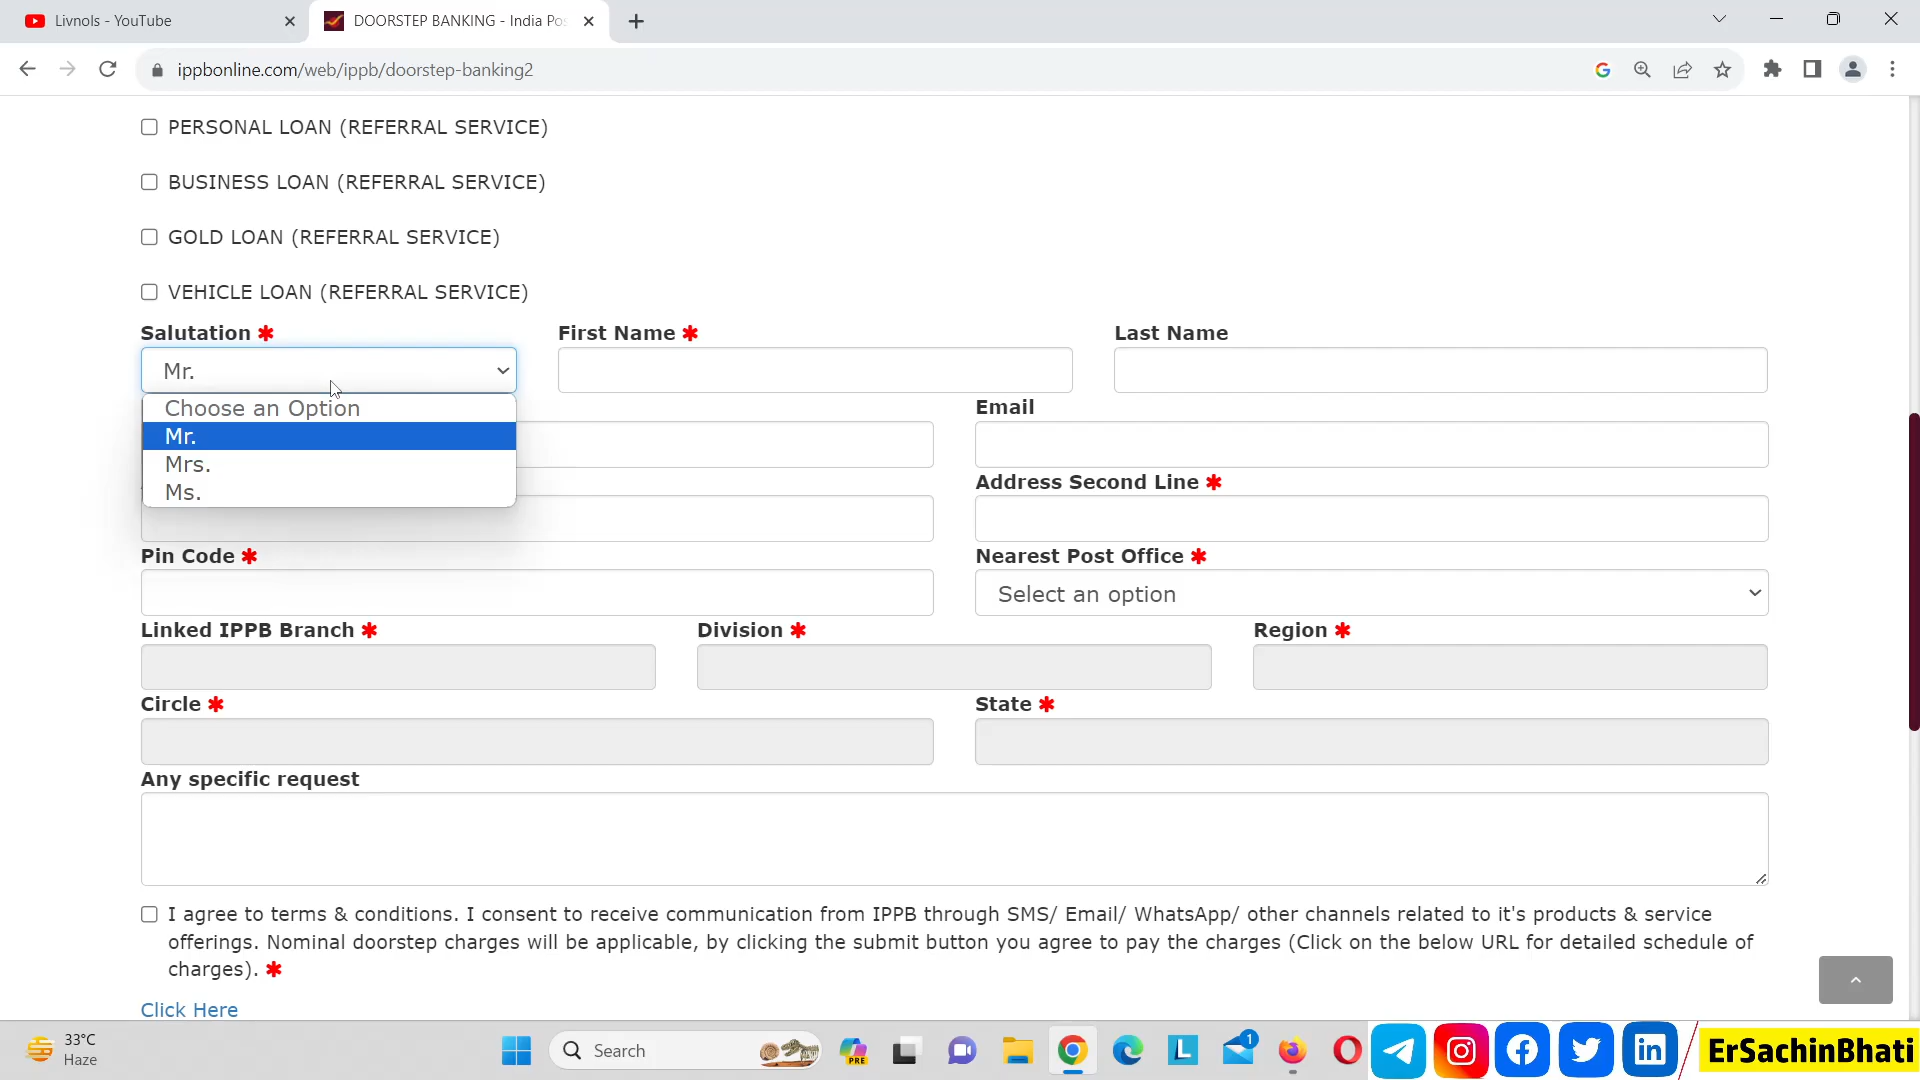 Livnols - YouTube
DOORSTEP BANKING - India Po
ippbonline.com/web/ippb/doorstep-banking2
PERSONAL LOAN (REFERRAL SERVICE)
BUSINESS LOAN (REFERRAL SERVICE)
GOLD LOAN (REFERRAL SERVICE)
VEHICLE LOAN (REFERRAL SERVICE)
Salutation ✱
First Name ✱
Last Name
Mr.
Choose an Option
Mr.
Mrs.
Ms.
Email
Address Second Line ✱
Pin Code ✱
Nearest Post Office ✱
Select an option
Linked IPPB Branch ✱
Division ✱
Region ✱
Circle ✱
State ✱
Any specific request
I agree to terms & conditions. I consent to receive communication from IPPB through SMS/ Email/ WhatsApp/ other channels related to it's products & service
offerings. Nominal doorstep charges will be applicable, by clicking the submit button you agree to pay the charges (Click on the below URL for detailed schedule of
charges). ✱
Click Here
33°C
Haze
Search
PRE
L
1
in
ErSachinBhati